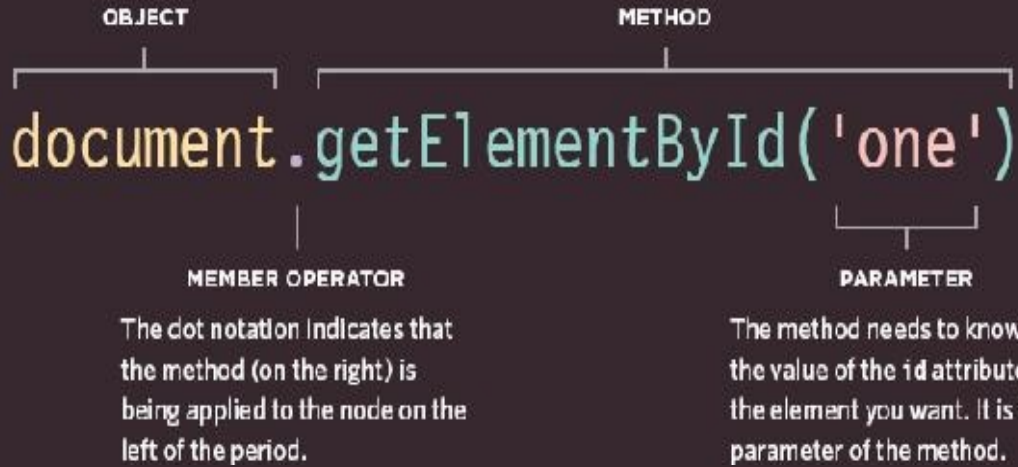 OBJECT
METHOD
document.getElementById('one')
MEMBER OPERATOR
The dot notation indicates that
the method (on the right) is
being applied to the node on the
left of the period.
PARAMETER
The method needs to know
the value of the id attribute
the element you want. It is
parameter of the method.